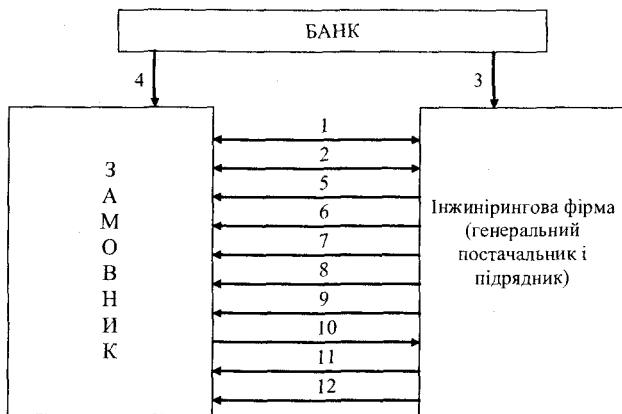 БАНК
4
3
1
2
5
6
7
8
9
10
11
12
З
А
М
О
В
Н
И
К
Інжинірингова фірма
(генеральний
постачальник і
підрядник)